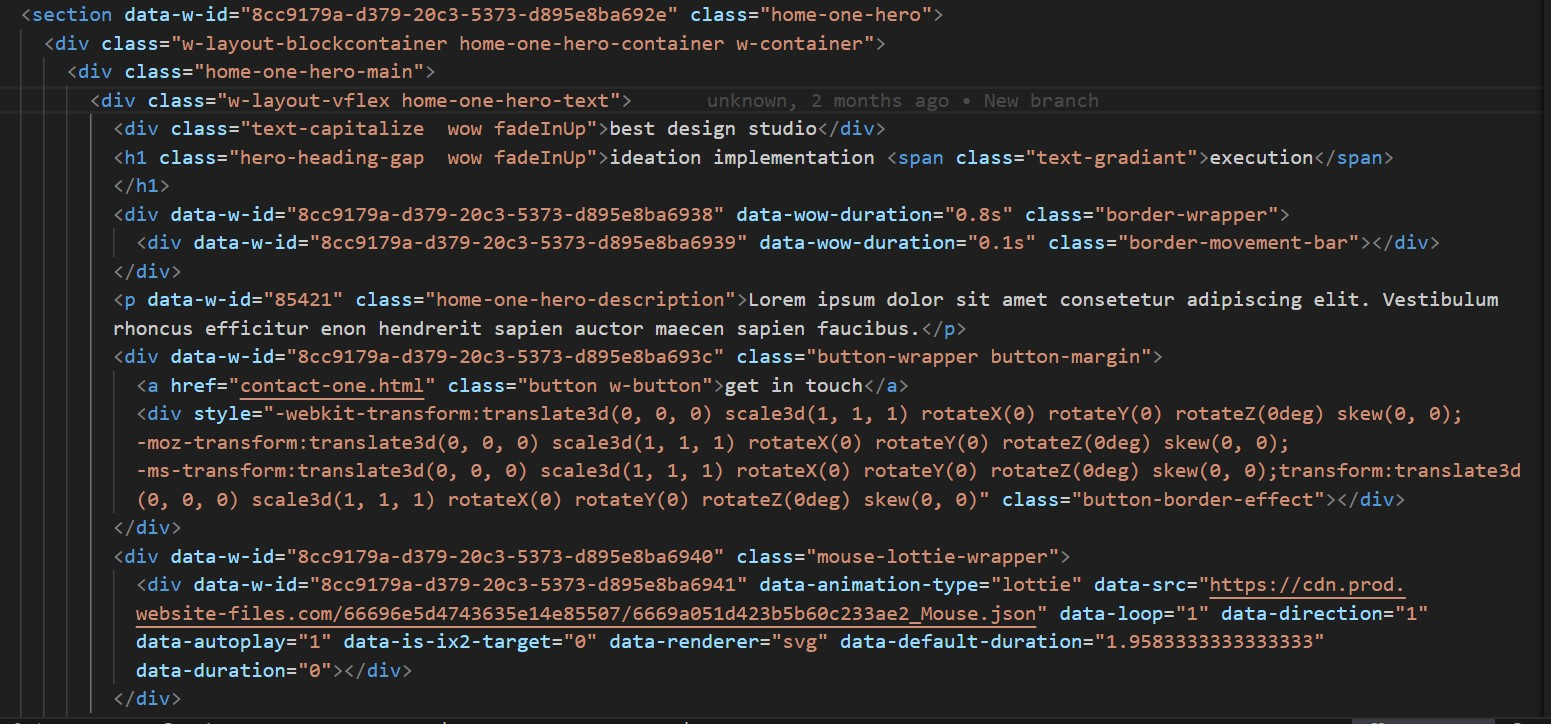 <section data-w-id="8cc9179a-d379-20c3-5373-d895e8ba692e" class="home-one-hero">
<div class="w-layout-blockcontainer home-one-hero-container w-container">
<div class="home-one-hero-main">
<div class="w-layout-vflex home-one-hero-text"> unknown, 2 months ago • New branch
<div class="text-capitalize  wow fadeInUp">best design studio</div>
<h1 class="hero-heading-gap  wow fadeInUp">ideation implementation <span class="text-gradiant">execution</span>
</h1>
<div data-w-id="8cc9179a-d379-20c3-5373-d895e8ba6938" data-wow-duration="0.8s" class="border-wrapper">
<div data-w-id="8cc9179a-d379-20c3-5373-d895e8ba6939" data-wow-duration="0.1s" class="border-movement-bar"></div>
</div>
<p data-w-id="85421" class="home-one-hero-description">Lorem ipsum dolor sit amet consetetur adipiscing elit. Vestibulum
rhoncus efficitur enon hendrerit sapien auctor maecen sapien faucibus.</p>
<div data-w-id="8cc9179a-d379-20c3-5373-d895e8ba693c" class="button-wrapper button-margin">
<a href="contact-one.html" class="button w-button">get in touch</a>
<div style="-webkit-transform:translate3d(0, 0, 0) scale3d(1, 1, 1) rotateX(0) rotateY(0) rotateZ(0deg) skew(0, 0);
-moz-transform:translate3d(0, 0, 0) scale3d(1, 1, 1) rotateX(0) rotateY(0) rotateZ(0deg) skew(0, 0);
-ms-transform:translate3d(0, 0, 0) scale3d(1, 1, 1) rotateX(0) rotateY(0) rotateZ(0deg) skew(0, 0);transform:translate3d
(0, 0, 0) scale3d(1, 1, 1) rotateX(0) rotateY(0) rotateZ(0deg) skew(0, 0)" class="button-border-effect"></div>
</div>
<div data-w-id="8cc9179a-d379-20c3-5373-d895e8ba6940" class="mouse-lottie-wrapper">
<div data-w-id="8cc9179a-d379-20c3-5373-d895e8ba6941" data-animation-type="lottie" data-src="https://cdn.prod.
website-files.com/66696e5d4743635e14e85507/6669a051d423b5b60c233ae2_Mouse.json" data-loop="1" data-direction="1"
data-autoplay="1" data-is-ix2-target="0" data-renderer="svg" data-default-duration="1.9583333333333333"
data-duration="0"></div>
</div>